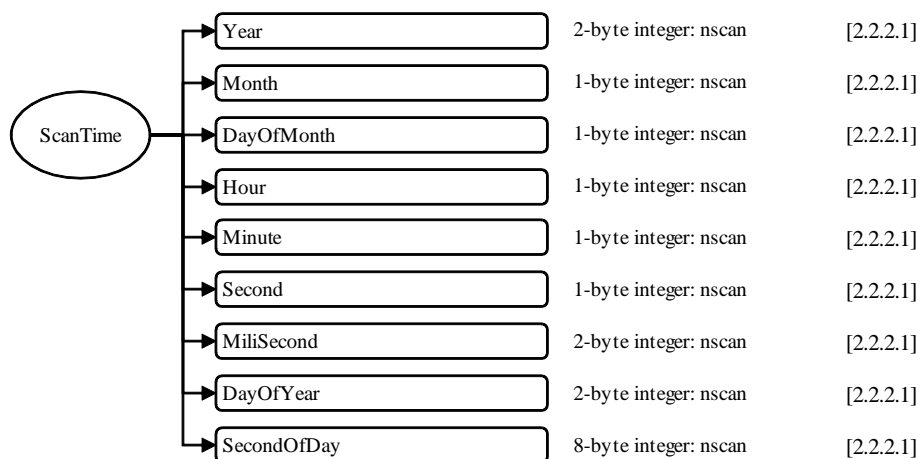 Year 2-byte integer: nscan [2.2.2.1]
Month 1-byte integer: nscan [2.2.2.1]
ScanTime DayOfMonth 1-byte integer: nscan [2.2.2.1]
Hour 1-byte integer: nscan [2.2.2.1]
Minute 1-byte integer: nscan [2.2.2.1]
Second 1-byte integer: nscan [2.2.2.1]
MiliSecond 2-byte integer: nscan [2.2.2.1]
DayOfYear 2-byte integer: nscan [2.2.2.1]
SecondOfDay 8-byte integer: nscan [2.2.2.1]